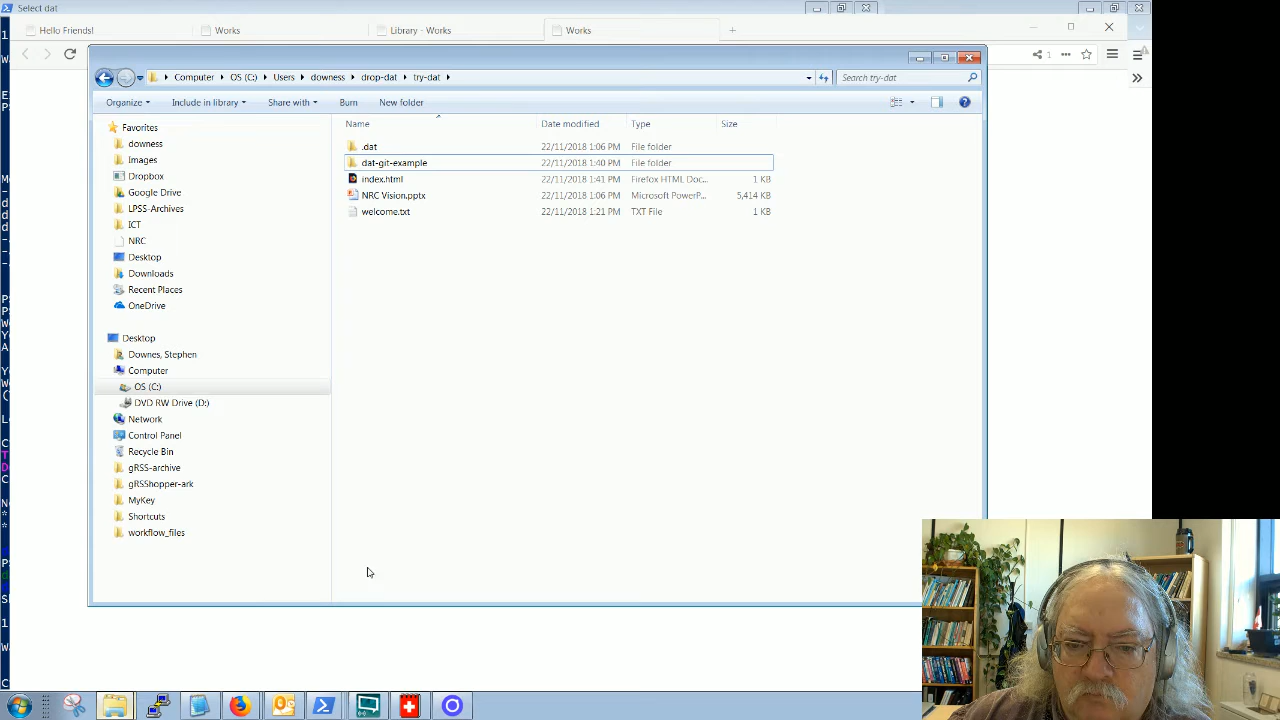 Select dat
Hello Friends!
Works
Library - Works
Works
1
Computer
OS (C:)
Users
downess
drop-dat
try-dat
Search try-dat
Organize
Include in library
Share with
Burn
New folder
Name
Date modified
Type
Size
Favorites
downess
Images
Dropbox
Google Drive
LPSS-Archives
ICT
NRC
Desktop
Downloads
Recent Places
OneDrive
Desktop
Downes, Stephen
Computer
OS (C:)
DVD RW Drive (D:)
Network
Control Panel
Recycle Bin
gRSS-archive
gRSShopper-ark
MyKey
Shortcuts
workflow_files
.dat 22/11/2018 1:06 PM File folder
dat-git-example 22/11/2018 1:40 PM File folder
index.html 22/11/2018 1:41 PM Firefox HTML Doc... 1 KB
NRC Vision.pptx 22/11/2018 1:06 PM Microsoft PowerP... 5,414 KB
welcome.txt 22/11/2018 1:21 PM TXT File 1 KB